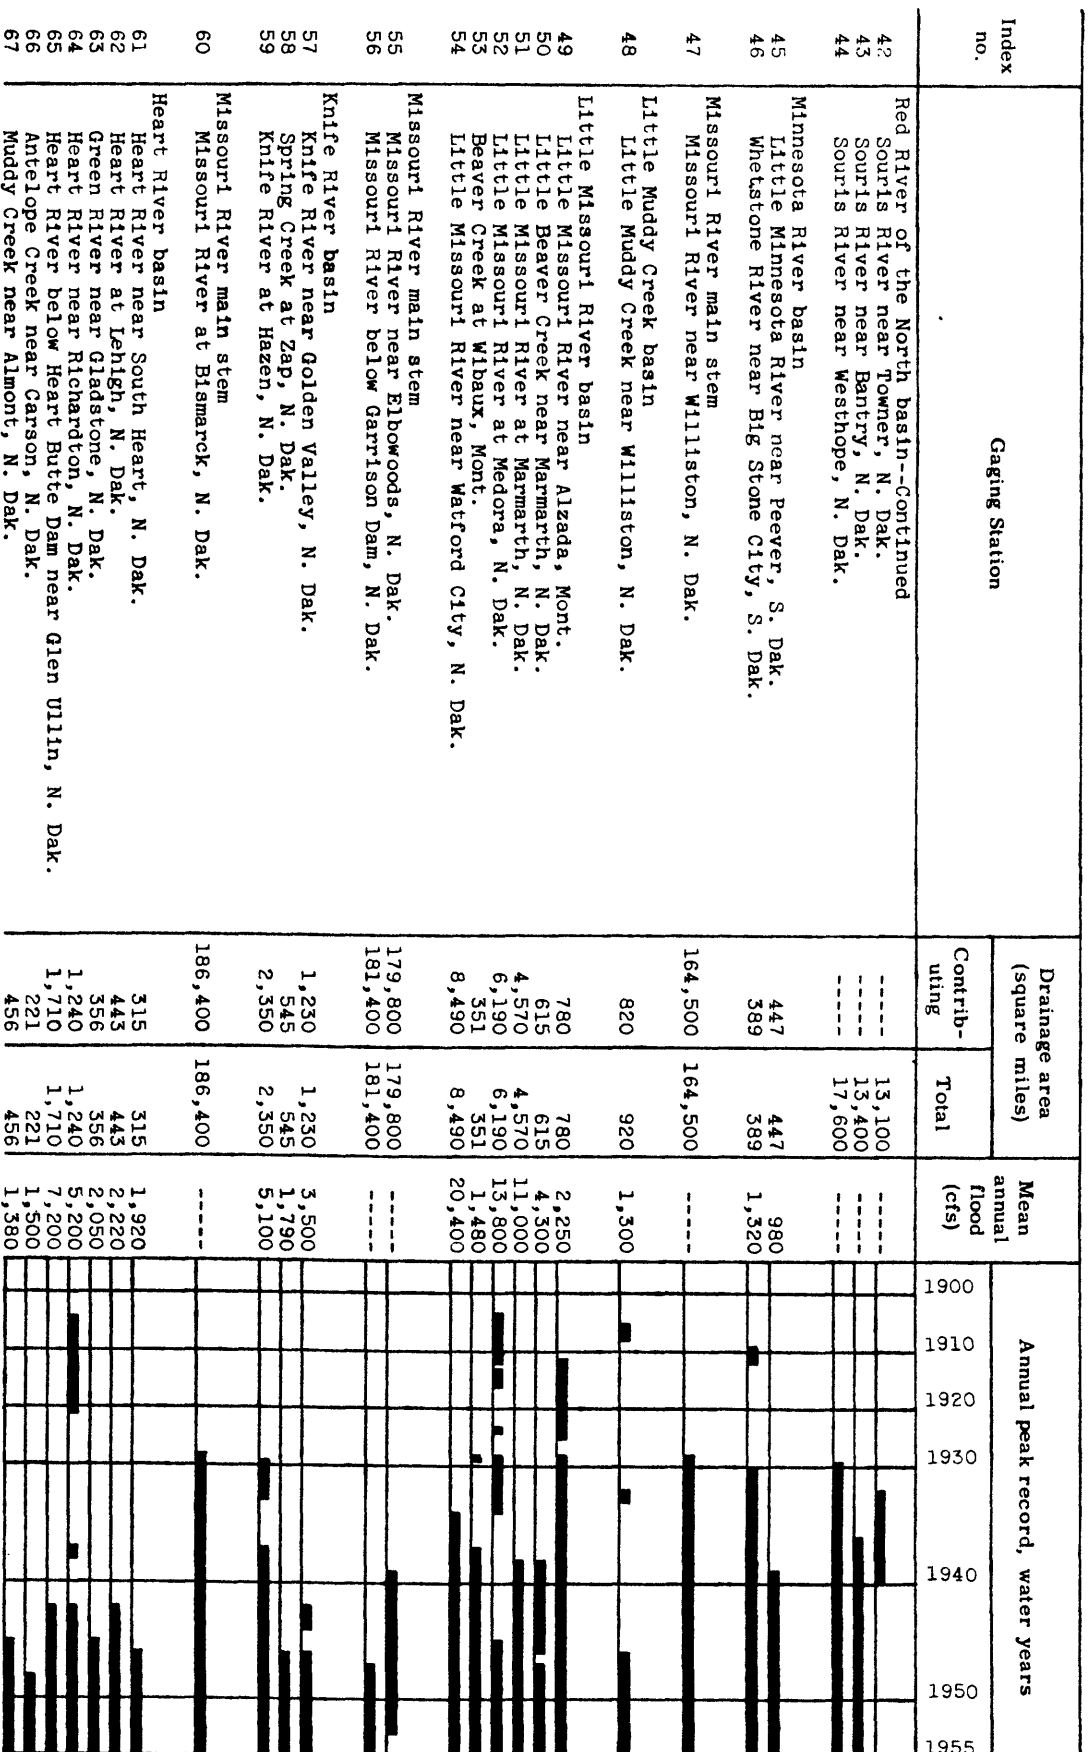 Index no. Gaging Station Drainage area (square miles) Mean annual flood (cfs) Annual peak record, water years
Contrib-uting Total 1900 1910 1920 1930 1940 1950 1955
Red River of the North basin--Continued
42 Souris River near Towner, N. Dak. ----- 13,100 -----
43 Souris River near Bantry, N. Dak. ----- 13,400 -----
44 Souris River near Westhope, N. Dak. ----- 17,600 -----
Minnesota River basin
45 Little Minnesota River near Peever, S. Dak. 447 447 980
46 Whetstone River near Big Stone City, S. Dak. 389 389 1,320
Missouri River main stem
47 Missouri River near Williston, N. Dak. 164,500 164,500 -----
Little Muddy Creek basin
48 Little Muddy Creek near Williston, N. Dak. 820 920 1,300
Little Missouri River basin
49 Little Missouri River near Alzada, Mont. 780 780 2,250
50 Little Beaver Creek near Marmarth, N. Dak. 615 615 4,300
51 Little Missouri River at Marmarth, N. Dak. 4,570 4,570 11,000
52 Little Missouri River at Medora, N. Dak. 6,190 6,190 13,800
53 Beaver Creek at Wibaux, Mont. 351 351 1,480
54 Little Missouri River near Watford City, N. Dak. 8,490 8,490 20,400
Missouri River main stem
55 Missouri River near Elbowoods, N. Dak. 179,800 179,800 -----
56 Missouri River below Garrison Dam, N. Dak. 181,400 181,400 -----
Knife River basin
57 Knife River near Golden Valley, N. Dak. 1,230 1,230 3,500
58 Spring Creek at Zap, N. Dak. 545 545 1,790
59 Knife River at Hazen, N. Dak. 2,350 2,350 5,100
Missouri River main stem
60 Missouri River at Bismarck, N. Dak. 186,400 186,400 -----
Heart River basin
61 Heart River near South Heart, N. Dak. 315 315 1,920
62 Heart River at Lehigh, N. Dak. 443 443 2,220
63 Green River near Gladstone, N. Dak. 356 356 2,050
64 Heart River near Richardton, N. Dak. 1,240 1,240 5,200
65 Heart River below Heart Butte Dam near Glen Ullin, N. Dak. 1,710 1,710 7,200
66 Antelope Creek near Carson, N. Dak. 221 221 1,500
67 Muddy Creek near Almont, N. Dak. 456 456 1,380